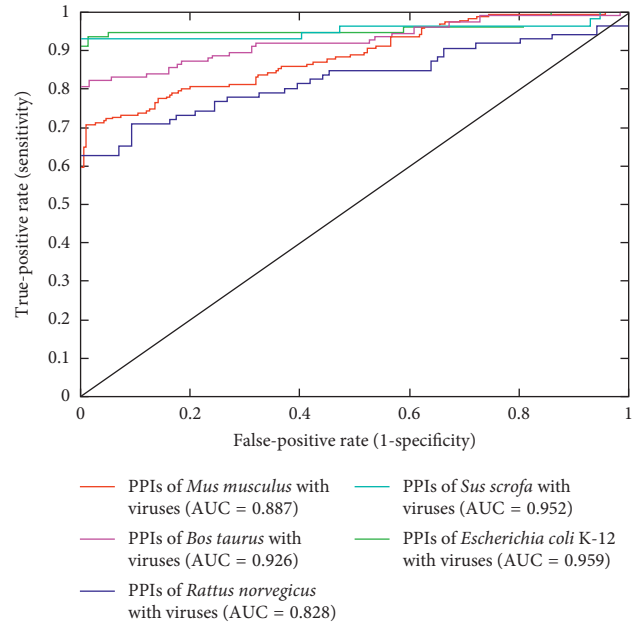 True-positive rate (sensitivity)
1
0.9
0.8
0.7
0.6
0.5
0.4
0.3
0.2
0.1
0
0
0.2
0.4
0.6
0.8
1
False-positive rate (1-specificity)
PPIs of Mus musculus with
viruses (AUC = 0.887)
PPIs of Bos taurus with
viruses (AUC = 0.926)
PPIs of Rattus norvegicus
with viruses (AUC = 0.828)
PPIs of Sus scrofa with
viruses (AUC = 0.952)
PPIs of Escherichia coli K-12
with viruses (AUC = 0.959)